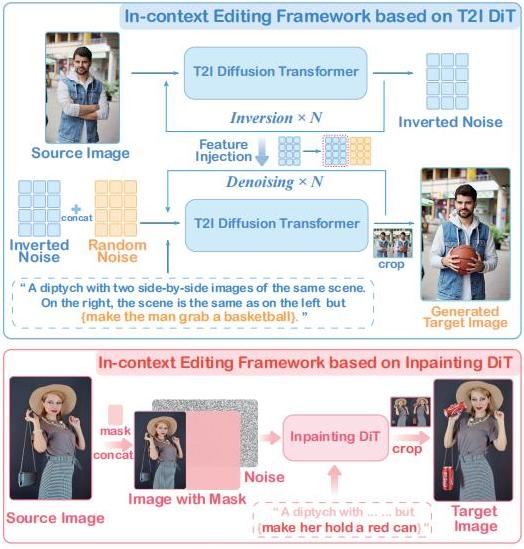 In-context Editing Framework based on T2I DiT
T2I Diffusion Transformer
Inversion × N
Inverted Noise
Source Image
Feature
Injection
Denoising × N
T2I Diffusion Transformer
concat
Inverted
Noise
Random
Noise
crop
" A diptych with two side-by-side images of the same scene.
On the right, the scene is the same as on the left but
{make the man grab a basketball}. "
Generated
Target Image
In-context Editing Framework based on Inpainting DiT
mask
concat
Inpainting DiT
crop
Noise
Image with Mask
Source Image
" A diptych with ... ... but
{make her hold a red can}."
Target
Image